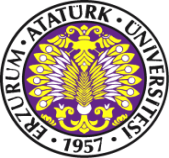 ERZURUM · ATATÜRK · ÜNİVERSİTESİ · 1957 ·